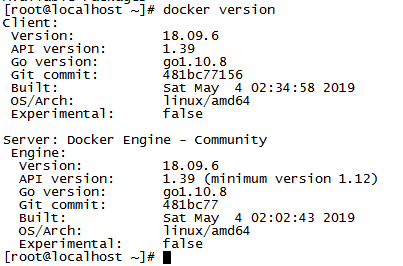 [root@localhost ~]# docker version
Client:
 Version:           18.09.6
 API version:       1.39
 Go version:        go1.10.8
 Git commit:        481bc77156
 Built:             Sat May  4 02:34:58 2019
 OS/Arch:           linux/amd64
 Experimental:      false

Server: Docker Engine - Community
 Engine:
  Version:          18.09.6
  API version:      1.39 (minimum version 1.12)
  Go version:       go1.10.8
  Git commit:       481bc77
  Built:            Sat May  4 02:02:43 2019
  OS/Arch:          linux/amd64
  Experimental:     false
[root@localhost ~]#